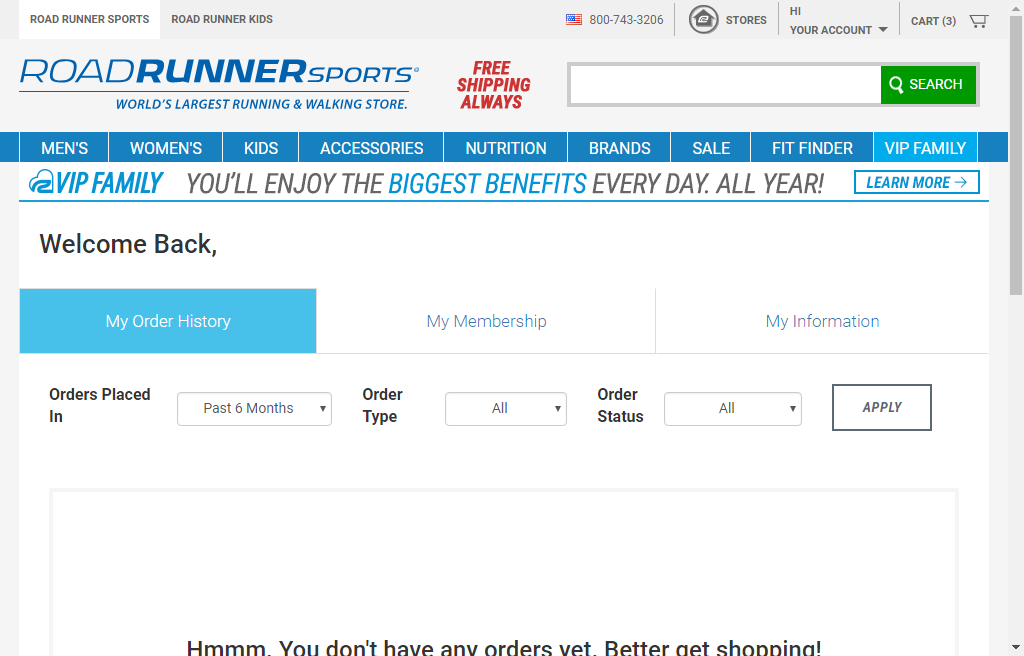 ROAD RUNNER SPORTS
ROAD RUNNER KIDS
800-743-3206
STORES
HI
YOUR ACCOUNT
CART (3)
ROADRUNNERSPORTS
WORLD'S LARGEST RUNNING & WALKING STORE.
FREE
SHIPPING
ALWAYS
SEARCH
MEN'S
WOMEN'S
KIDS
ACCESSORIES
NUTRITION
BRANDS
SALE
FIT FINDER
VIP FAMILY
VIP FAMILY YOU'LL ENJOY THE BIGGEST BENEFITS EVERY DAY. ALL YEAR! LEARN MORE →
Welcome Back,
My Order History
My Membership
My Information
Orders Placed
In
Past 6 Months
Order
Type
All
Order
Status
All
APPLY
Hmmm. You don't have any orders yet. Better get shopping!